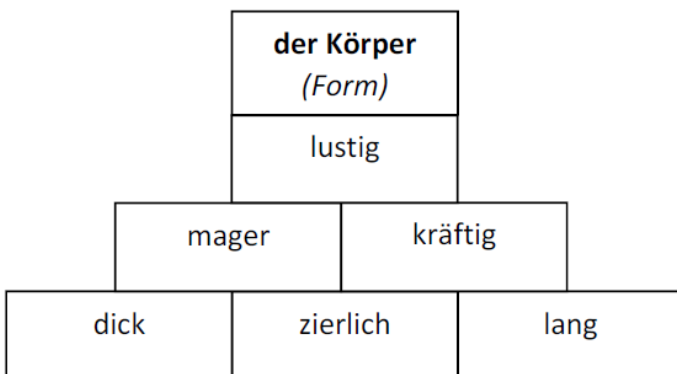 der Körper
(Form)
lustig
mager kräftig
dick zierlich lang